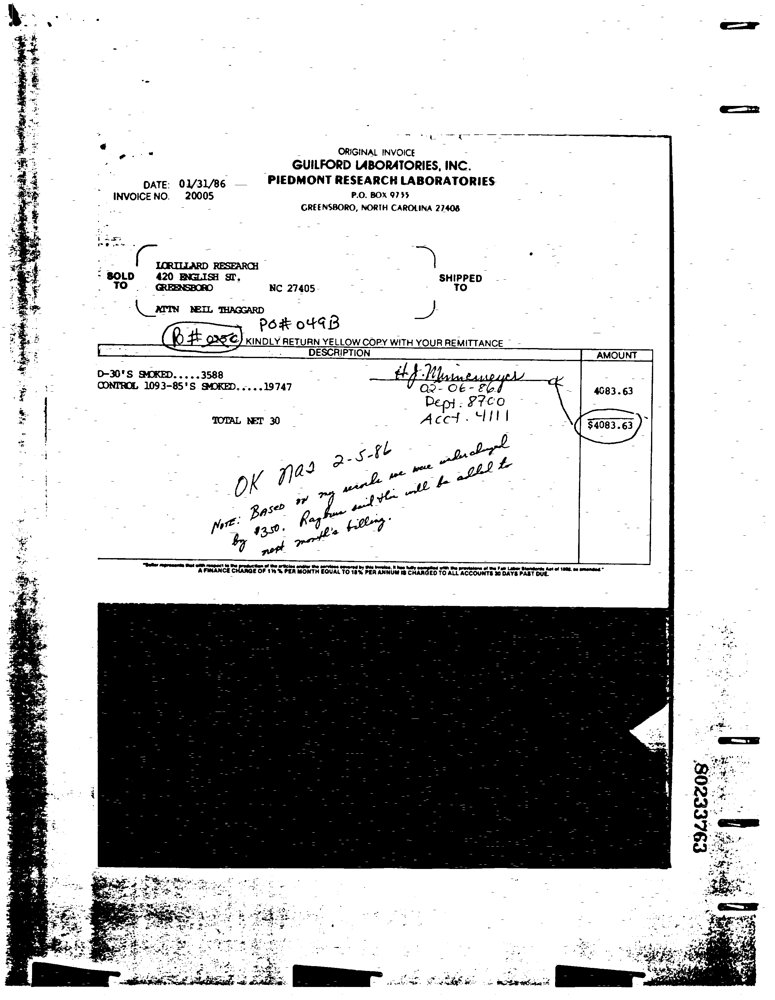 ORIGINAL INVOICE
GUILFORD LABORATORIES, INC.
PIEDMONT RESEARCH LABORATORIES
P.O. BOX 9735
GREENSBORO, NORTH CAROLINA 27408
DATE: 01/31/86
INVOICE NO. 20005
SOLD TO
LORILLARD RESEARCH
420 ENGLISH ST.
GREENSBORO NC 27405
ATTN NEIL THAGGARD
SHIPPED TO
PO# 049B
KINDLY RETURN YELLOW COPY WITH YOUR REMITTANCE
DESCRIPTION AMOUNT
D-30'S SMOKED.....3588
CONTROL 1093-85'S SMOKED.....19747
4083.63
H.J. Minnemeyer
02-06-86
Dept. 8700
Acct. 4111
TOTAL NET 30 $4083.63
OK 2-5-86
NOTE: BASED on my records we were undercharged
by $350. said this will be added to
next month's billing.
"Seller represents that with respect to the production of the articles and/or the services covered by this invoice, it has fully complied with the provisions of the Fair Labor Standards Act of 1938, as amended."
A FINANCE CHARGE OF 1½% PER MONTH EQUAL TO 18% PER ANNUM IS CHARGED TO ALL ACCOUNTS 30 DAYS PAST DUE.
80233763